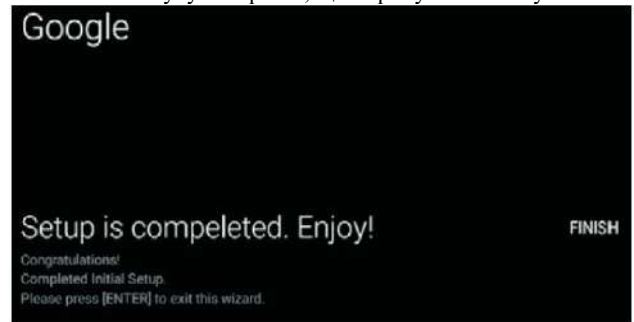 Google
Setup is compeleted. Enjoy!
FINISH
Congratulations!
Completed Initial Setup.
Please press [ENTER] to exit this wizard.